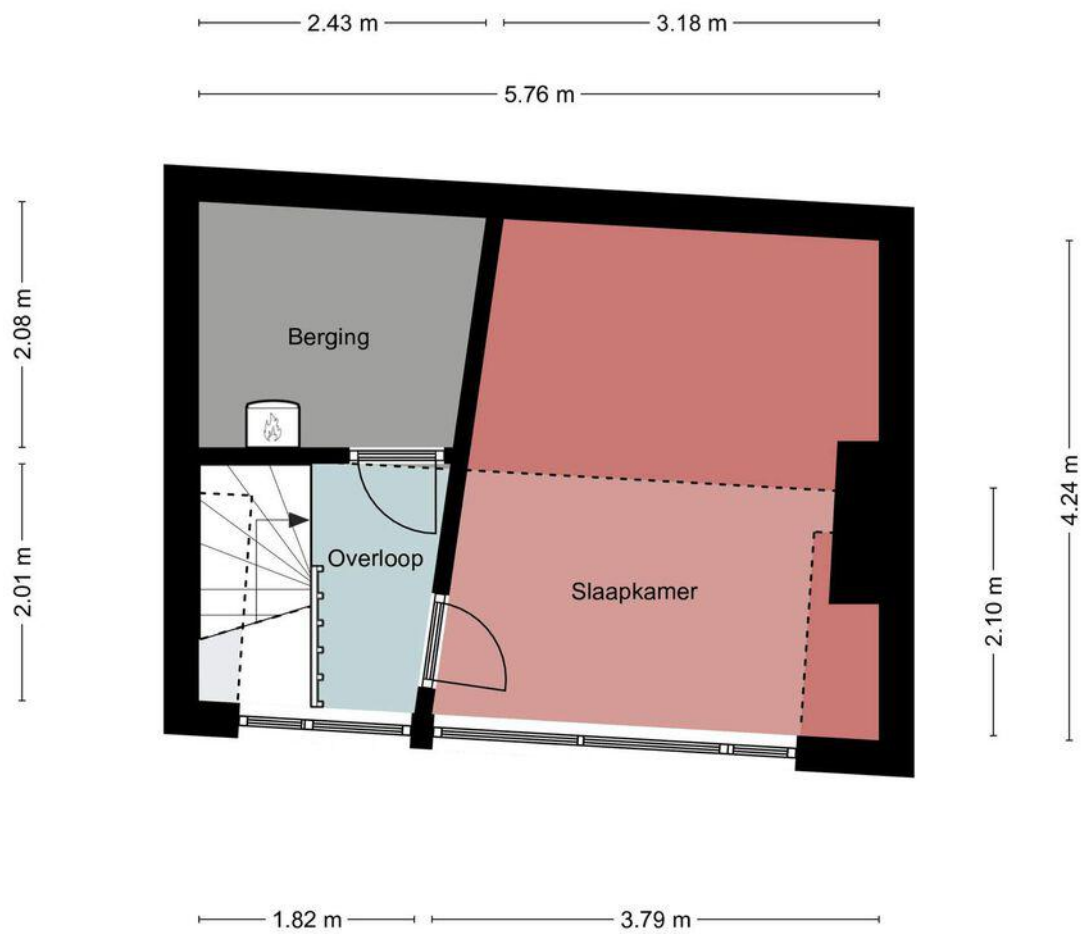 2.43 m
3.18 m
5.76 m
2.08 m
Berging
4.24 m
2.01 m
Overloop
Slaapkamer
2.10 m
1.82 m
3.79 m